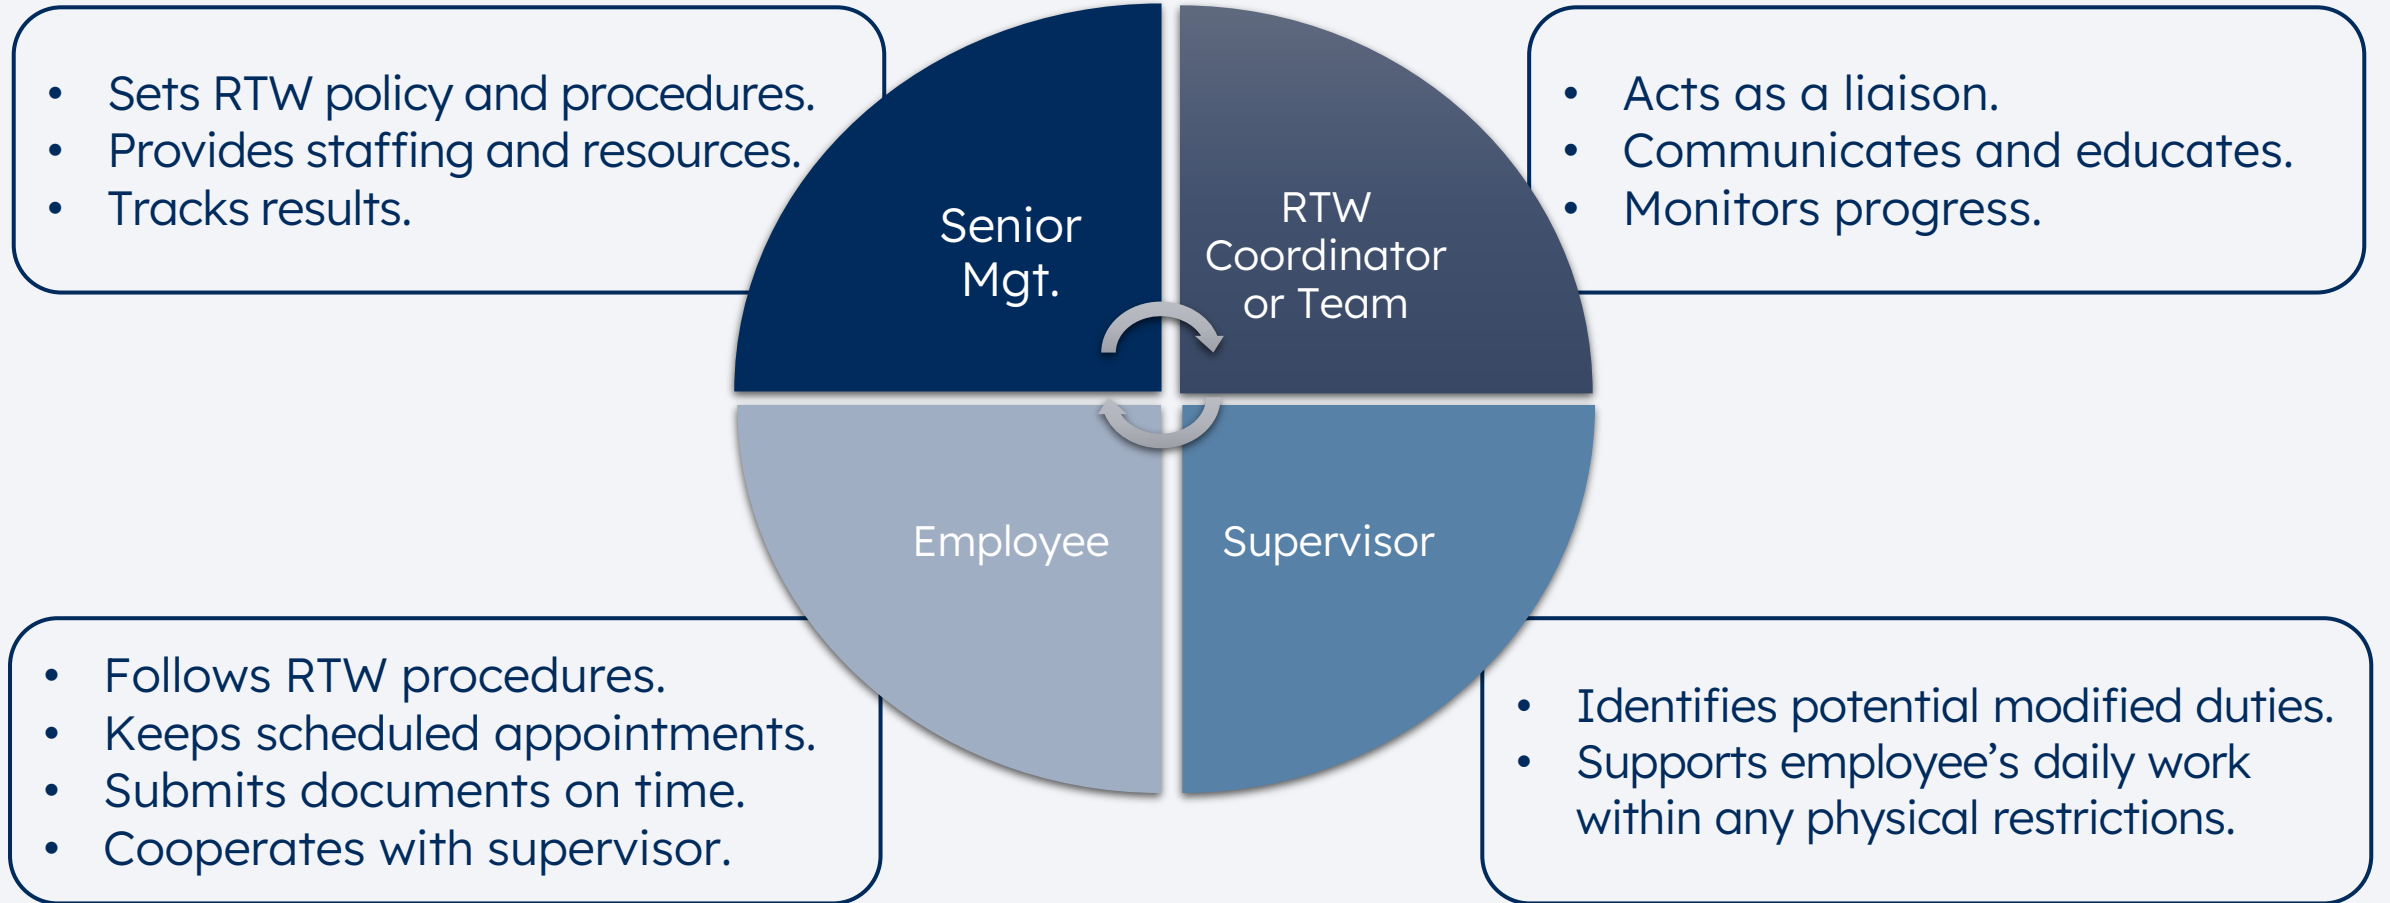 • Sets RTW policy and procedures.
• Provides staffing and resources.
• Tracks results.
Senior
Mgt.
RTW
Coordinator
or Team
• Acts as a liaison.
• Communicates and educates.
• Monitors progress.
Employee
Supervisor
• Follows RTW procedures.
• Keeps scheduled appointments.
• Submits documents on time.
• Cooperates with supervisor.
• Identifies potential modified duties.
• Supports employee’s daily work
within any physical restrictions.